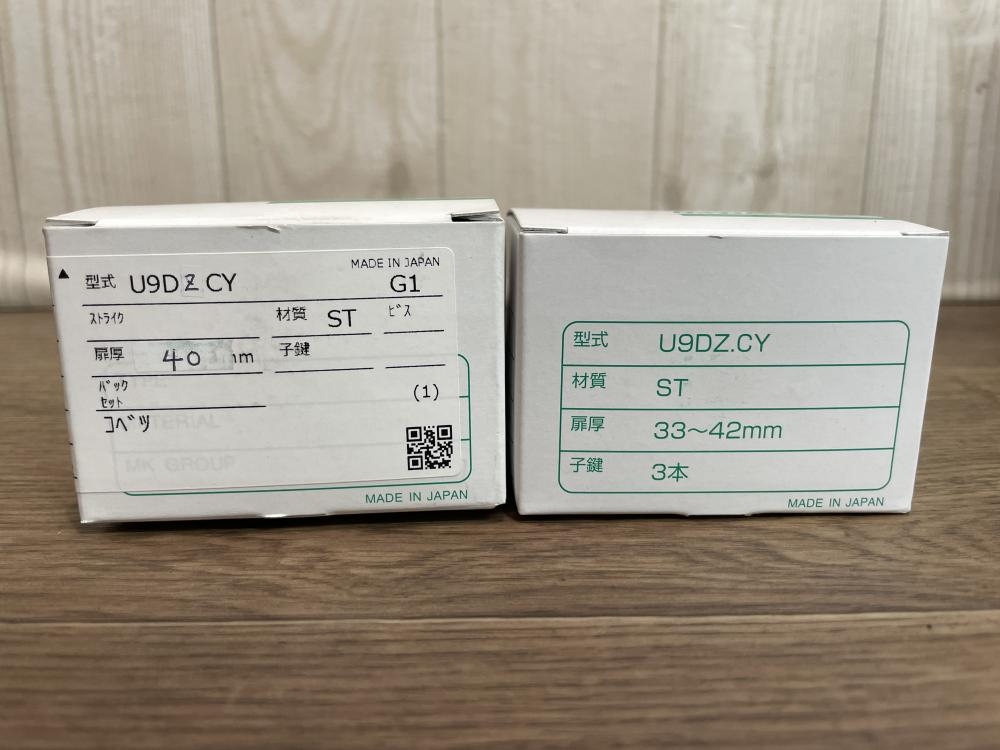 MADE IN JAPAN
▲ 型式 U9DZ CY G1
ｽﾄﾗｲｸ 材質 ST ﾋﾞｽ
扉厚 40 mm 子鍵
ﾊﾞｯｸ
ｾｯﾄ (1)
ｺﾍﾞﾂ
MATERIAL
MK GROUP
MADE IN JAPAN
型式 U9DZ.CY
材質 ST
扉厚 33～42mm
子鍵 3本
MADE IN JAPAN